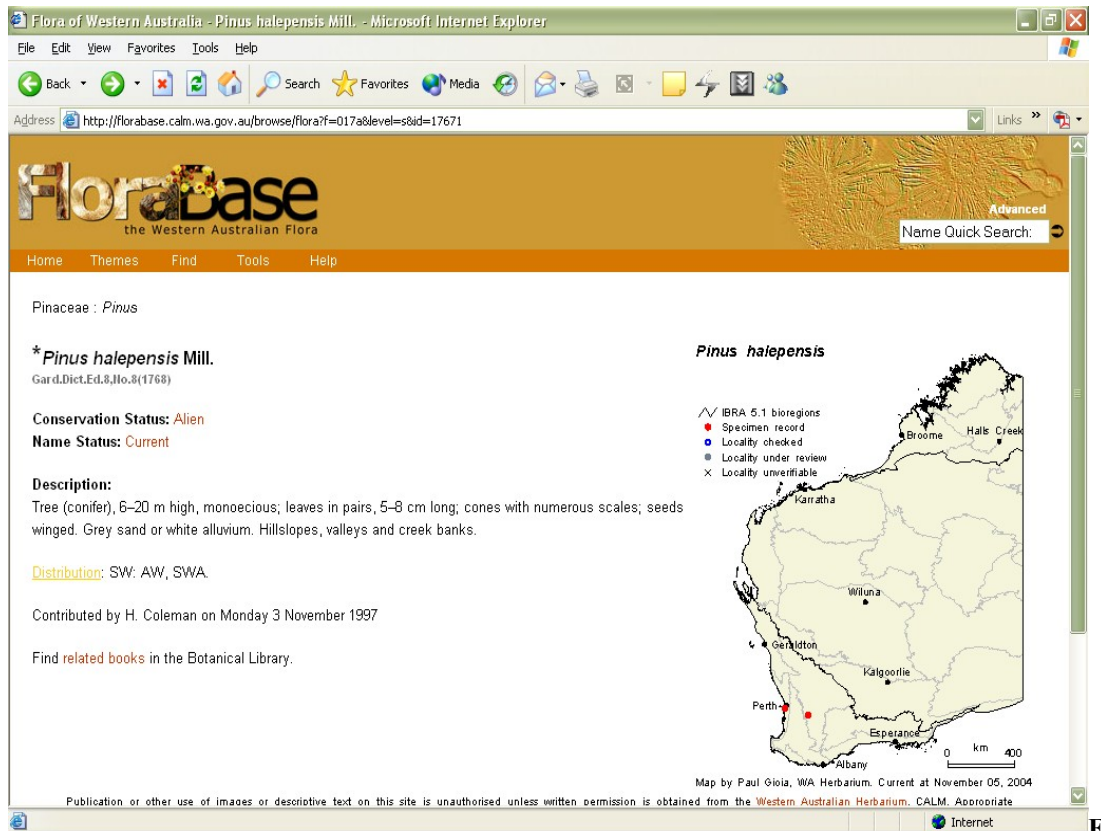 Flora of Western Australia - Pinus halepensis Mill. - Microsoft Internet Explorer
File Edit View Favorites Tools Help
Back Search Favorites Media
Address http://florabase.calm.wa.gov.au/browse/flora?f=017a&level=s&id=17671 Links »
FloraBase
the Western Australian Flora
Advanced
Name Quick Search:
Home Themes Find Tools Help
Pinaceae : Pinus
*Pinus halepensis Mill.
Gard.Dict.Ed.8,No.8(1768)
Conservation Status: Alien
Name Status: Current
Description:
Tree (conifer), 6–20 m high, monoecious; leaves in pairs, 5–8 cm long; cones with numerous scales; seeds
winged. Grey sand or white alluvium. Hillslopes, valleys and creek banks.
Distribution: SW: AW, SWA.
Contributed by H. Coleman on Monday 3 November 1997
Find related books in the Botanical Library.
Pinus halepensis
IBRA 5.1 bioregions
Specimen record
Locality checked
Locality under review
Locality unverifiable
Broome
Halls Creek
Karratha
Wiluna
Geraldton
Kalgoorlie
Perth
Esperance
Albany
0 km 400
Map by Paul Gioia, WA Herbarium. Current at November 05, 2004
Publication or other use of images or descriptive text on this site is unauthorised unless written permission is obtained from the Western Australian Herbarium, CALM. Appropriate
Internet